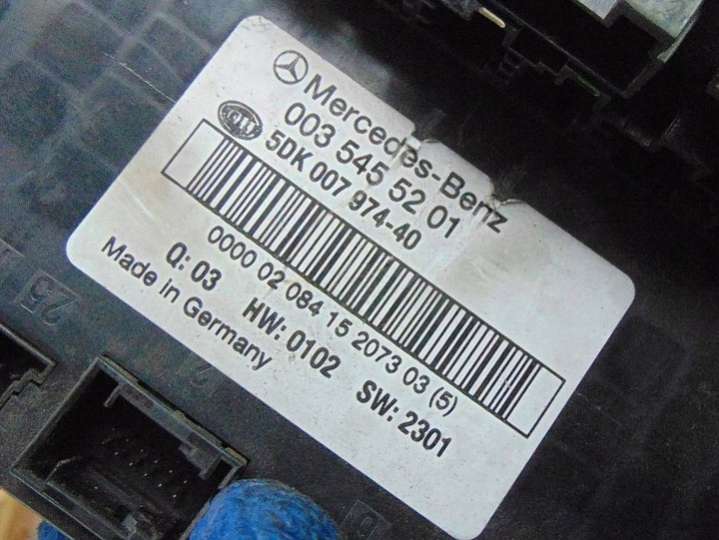 Mercedes-Benz
003 545 52 01
5DK 007 974-40
0000 02 084 15 2073 03 (5)
Q: 03 HW: 0102 SW: 2301
Made in Germany
25